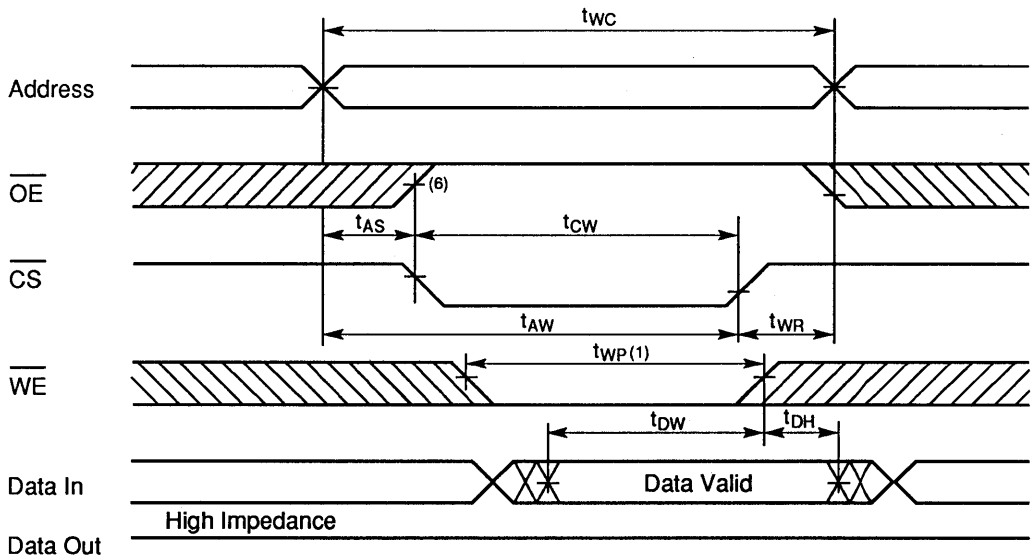 tWC
Address
OE
(6)
tAS
tCW
CS
tAW
tWR
tWP(1)
WE
tDW
tDH
Data In
Data Valid
High Impedance
Data Out